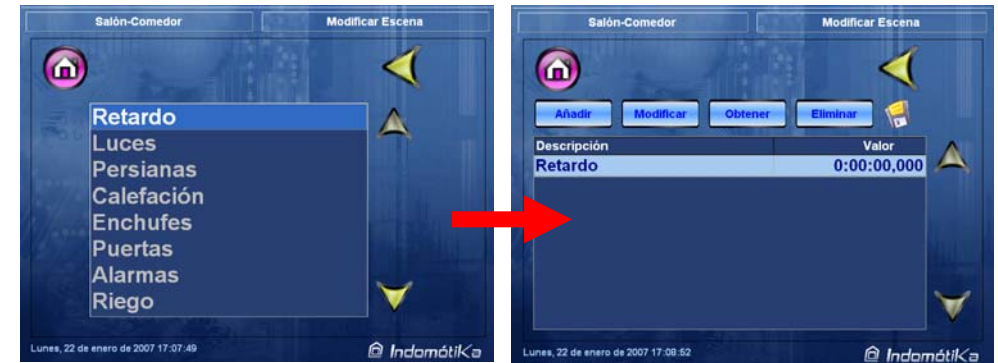 Salón-Comedor
Modificar Escena
Retardo
Luces
Persianas
Calefación
Enchufes
Puertas
Alarmas
Riego
Lunes, 22 de enero de 2007 17:07:49
IndomótiKa
Salón-Comedor
Modificar Escena
Añadir
Modificar
Obtener
Eliminar
Descripción
Valor
Retardo
0:00:00,000
Lunes, 22 de enero de 2007 17:08:52
IndomótiKa